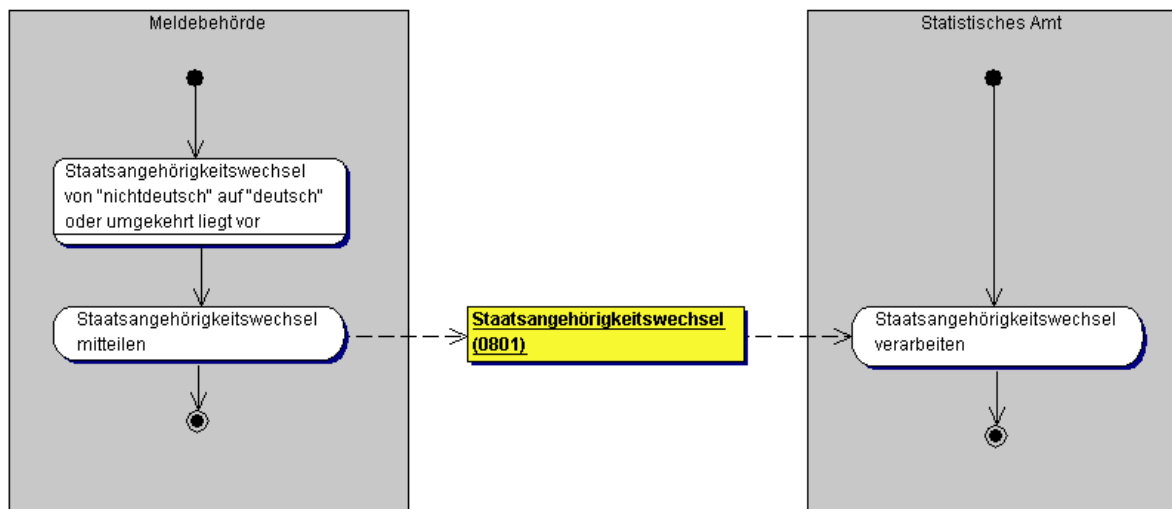 Meldebehörde
Statistisches Amt
Staatsangehörigkeitswechsel
von "nichtdeutsch" auf "deutsch"
oder umgekehrt liegt vor
Staatsangehörigkeitswechsel
mitteilen
Staatsangehörigkeitswechsel
(0801)
Staatsangehörigkeitswechsel
verarbeiten